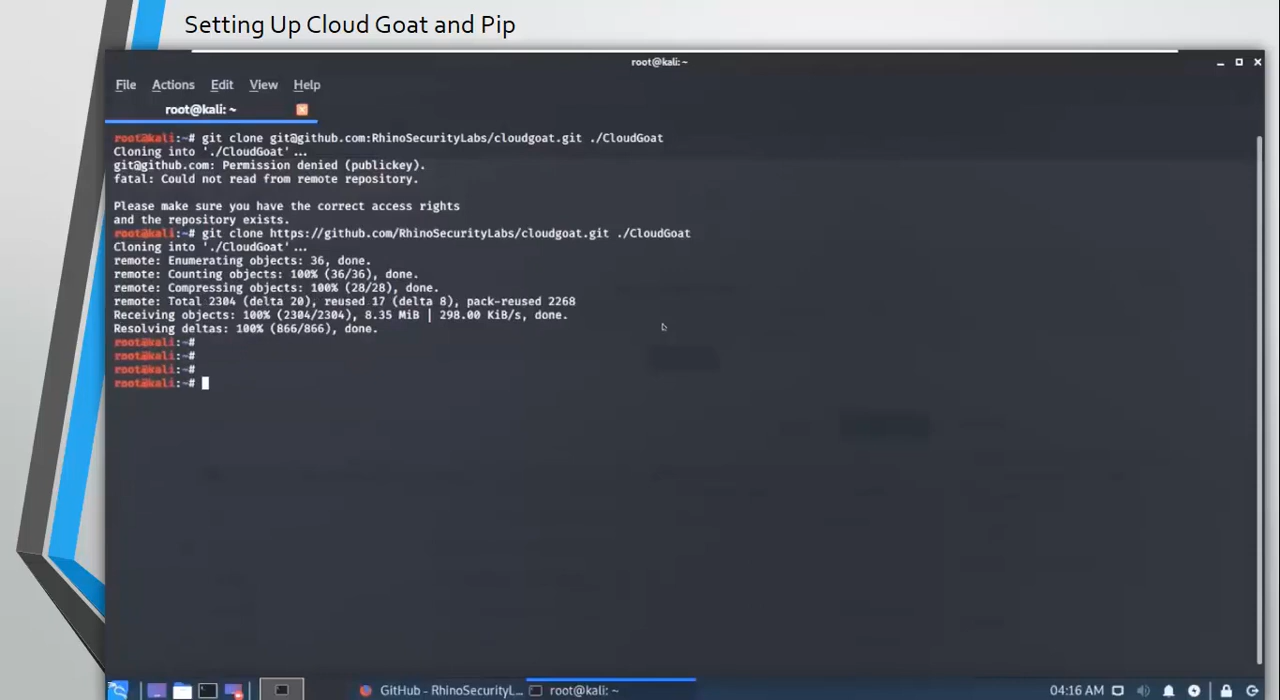 Setting Up Cloud Goat and Pip
root@kali:~
File Actions Edit View Help
root@kali: ~
root@kali:~# git clone git@github.com:RhinoSecurityLabs/cloudgoat.git ./CloudGoat
Cloning into './CloudGoat'...
git@github.com: Permission denied (publickey).
fatal: Could not read from remote repository.
Please make sure you have the correct access rights
and the repository exists.
root@kali:~# git clone https://github.com/RhinoSecurityLabs/cloudgoat.git ./CloudGoat
Cloning into './CloudGoat'...
remote: Enumerating objects: 36, done.
remote: Counting objects: 100% (36/36), done.
remote: Compressing objects: 100% (28/28), done.
remote: Total 2304 (delta 20), reused 17 (delta 8), pack-reused 2268
Receiving objects: 100% (2304/2304), 8.35 MiB | 298.00 KiB/s, done.
Resolving deltas: 100% (866/866), done.
root@kali:~#
root@kali:~#
root@kali:~#
root@kali:~#
GitHub - RhinoSecurityL... root@kali: ~ 04:16 AM